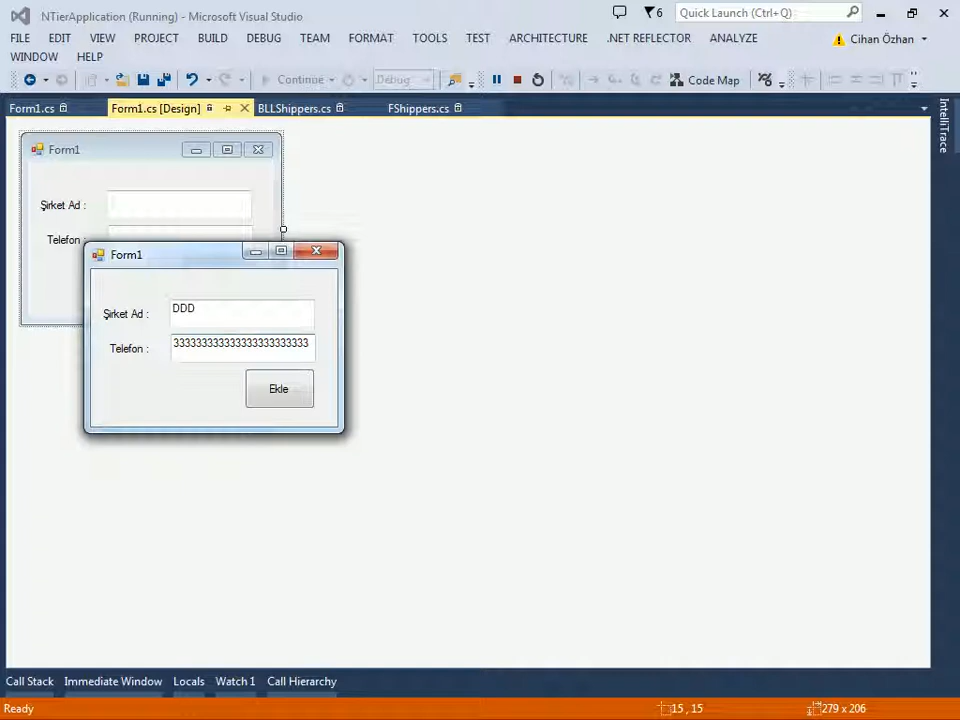 NTierApplication (Running) - Microsoft Visual Studio
6
Quick Launch (Ctrl+Q)
FILE EDIT VIEW PROJECT BUILD DEBUG TEAM FORMAT TOOLS TEST ARCHITECTURE .NET REFLECTOR ANALYZE
Cihan Özhan
WINDOW HELP
Continue
Debug
Code Map
Form1.cs
Form1.cs [Design]
BLLShippers.cs
FShippers.cs
IntelliTrace
Form1
Şirket Ad :
Telefon :
Form1
Şirket Ad :
DDD
Telefon :
3333333333333333333333333
Ekle
Call Stack Immediate Window Locals Watch 1 Call Hierarchy
Ready
15 , 15
279 x 206